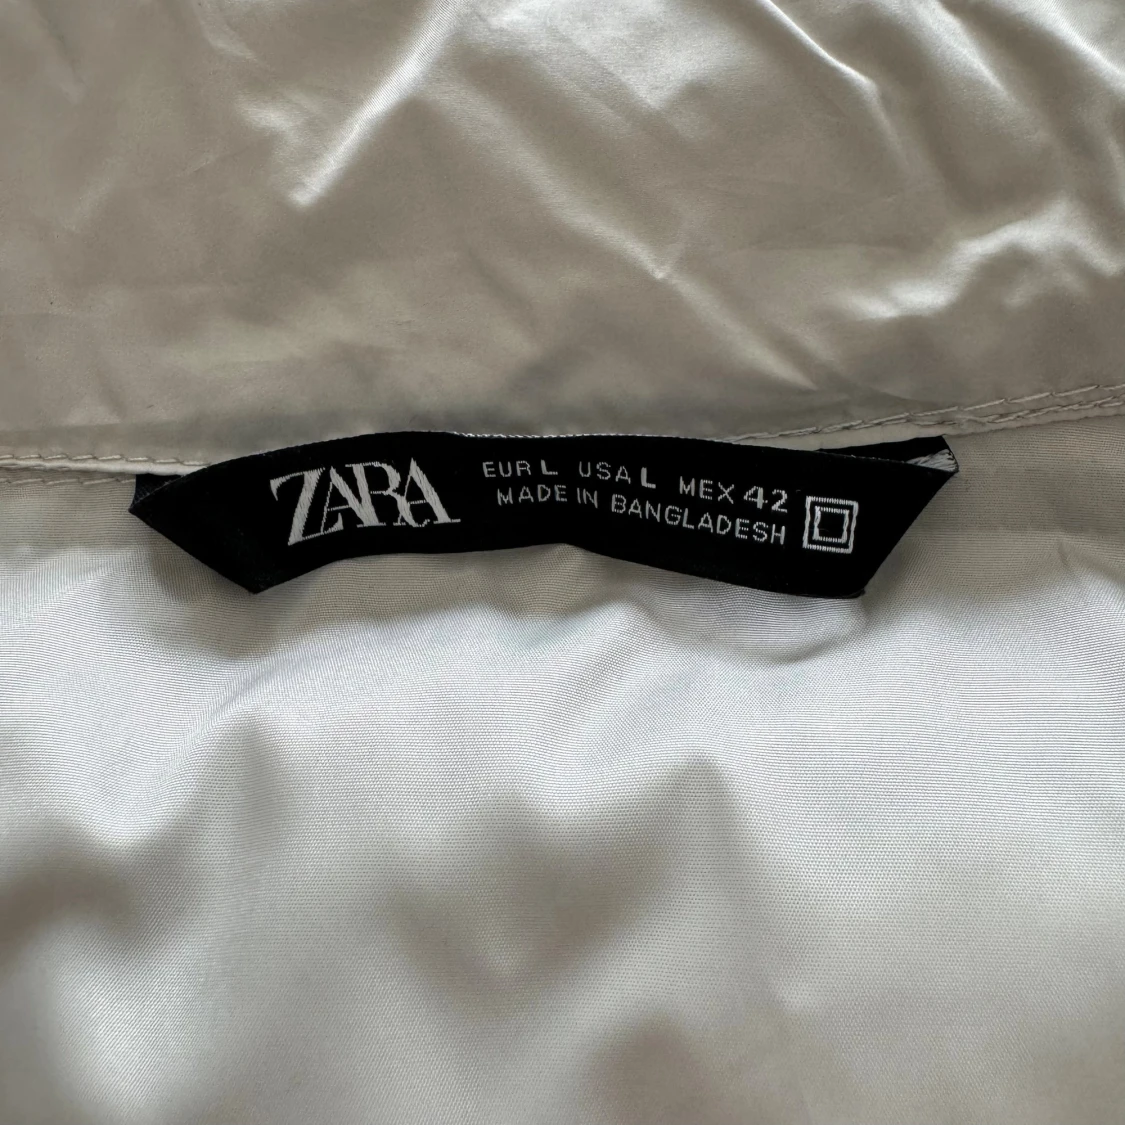 ZARA
EUR L USA L MEX 42
MADE IN BANGLADESH